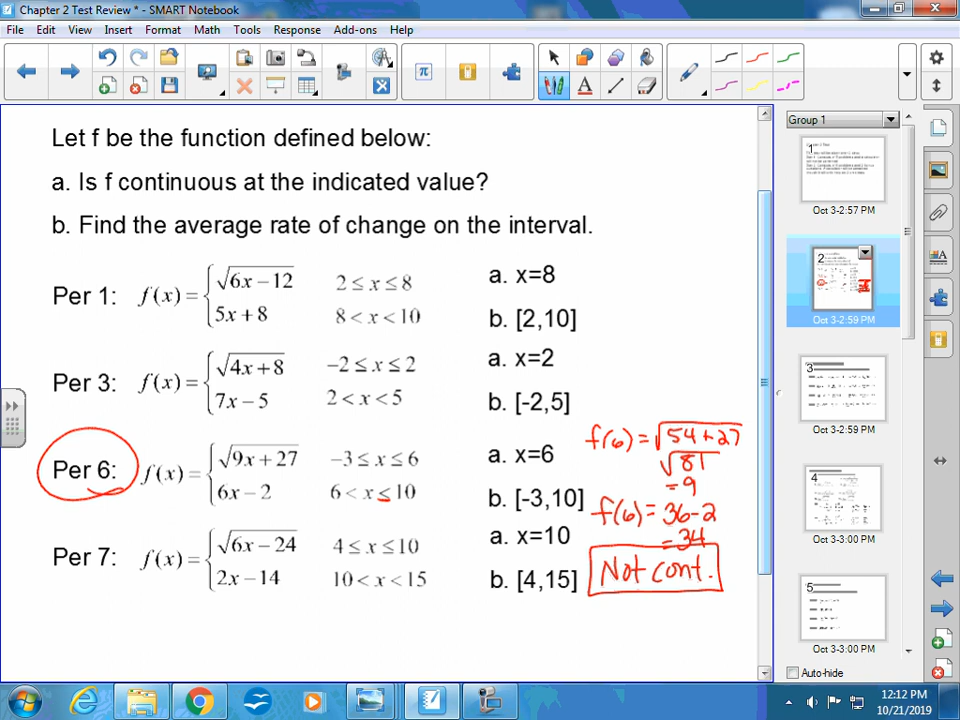 Chapter 2 Test Review * - SMART Notebook
File Edit View Insert Format Math Tools Response Add-ons Help
Let f be the function defined below:
a. Is f continuous at the indicated value?
b. Find the average rate of change on the interval.
Per 1: f(x) = { √(6x – 12) 2 ≤ x ≤ 8
5x + 8 8 < x < 10
a. x=8
b. [2,10]
Per 3: f(x) = { √(4x + 8) –2 ≤ x ≤ 2
7x – 5 2 < x < 5
a. x=2
b. [-2,5]
Per 6: f(x) = { √(9x + 27) –3 ≤ x ≤ 6
6x – 2 6 < x ≤ 10
a. x=6
b. [-3,10]
f(6) = √(54+27)
√81
= 9
f(6) = 36-2
= 34
Not cont.
Per 7: f(x) = { √(6x – 24) 4 ≤ x ≤ 10
2x – 14 10 < x < 15
a. x=10
b. [4,15]
Group 1
1
Oct 3-2:57 PM
2
Oct 3-2:59 PM
3
Oct 3-2:59 PM
4
Oct 3-3:00 PM
5
Oct 3-3:00 PM
Auto-hide
12:12 PM
10/21/2019